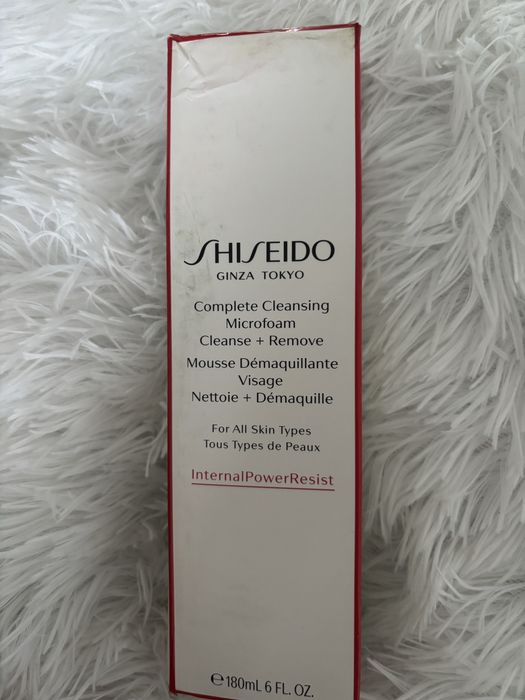 SHISEIDO
GINZA TOKYO
Complete Cleansing
Microfoam
Cleanse + Remove
Mousse Démaquillante
Visage
Nettoie + Démaquille
For All Skin Types
Tous Types de Peaux
InternalPowerResist
℮ 180mL 6 FL. OZ.